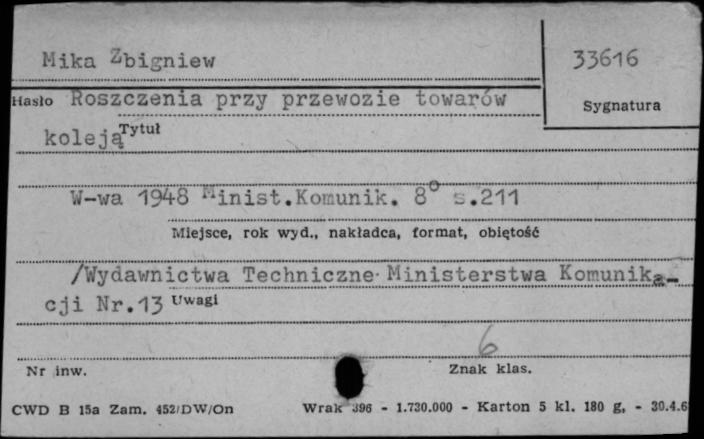 Mika Zbigniew
33616
Hasło Roszczenia przy przewozie towarów
Sygnatura
koleją Tytuł
W-wa 1948 Minist.Komunik. 8° s.211
Miejsce, rok wyd., nakładca, format, objętość
/Wydawnictwa Techniczne Ministerstwa Komunika-
cji Nr.13 Uwagi
6
Nr inw.
Znak klas.
CWD B 15a Zam. 452/DW/On Wrak 396 - 1.730.000 - Karton 5 kl. 180 g, - 30.4.6